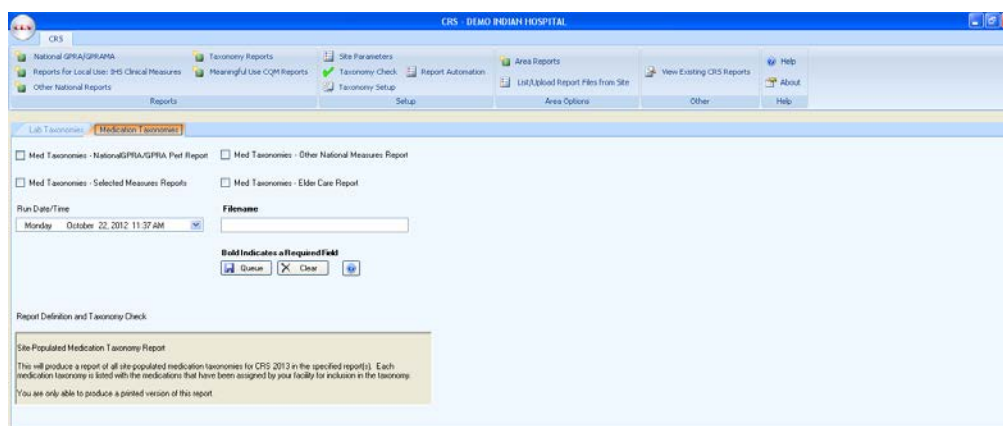 CRS - DEMO INDIAN HOSPITAL
CRS
CRS
National GPRA/GPRAMA
Taxonomy Reports
Reports for Local Use: IHS Clinical Measures
Meaningful Use CQM Reports
Other National Reports
Reports
Site Parameters
Taxonomy Check
Report Automation
Taxonomy Setup
Setup
Area Reports
List/Upload Report Files from Site
Area Options
View Existing CRS Reports
Other
Help
About
Help
Lab Taxonomies
Medication Taxonomies
Med Taxonomies - NationalGPRA/GPRA Perf Report
Med Taxonomies - Other National Measures Report
Med Taxonomies - Selected Measures Reports
Med Taxonomies - Elder Care Report
Run Date/Time
Filename
Monday October 22, 2012 11:37 AM
Bold Indicates a Required Field
Queue
Clear
Report Definition and Taxonomy Check
Site-Populated Medication Taxonomy Report
This will produce a report of all site-populated medication taxonomies for CRS 2013 in the specified report(s). Each
medication taxonomy is listed with the medications that have been assigned by your facility for inclusion in the taxonomy.
You are only able to produce a printed version of this report